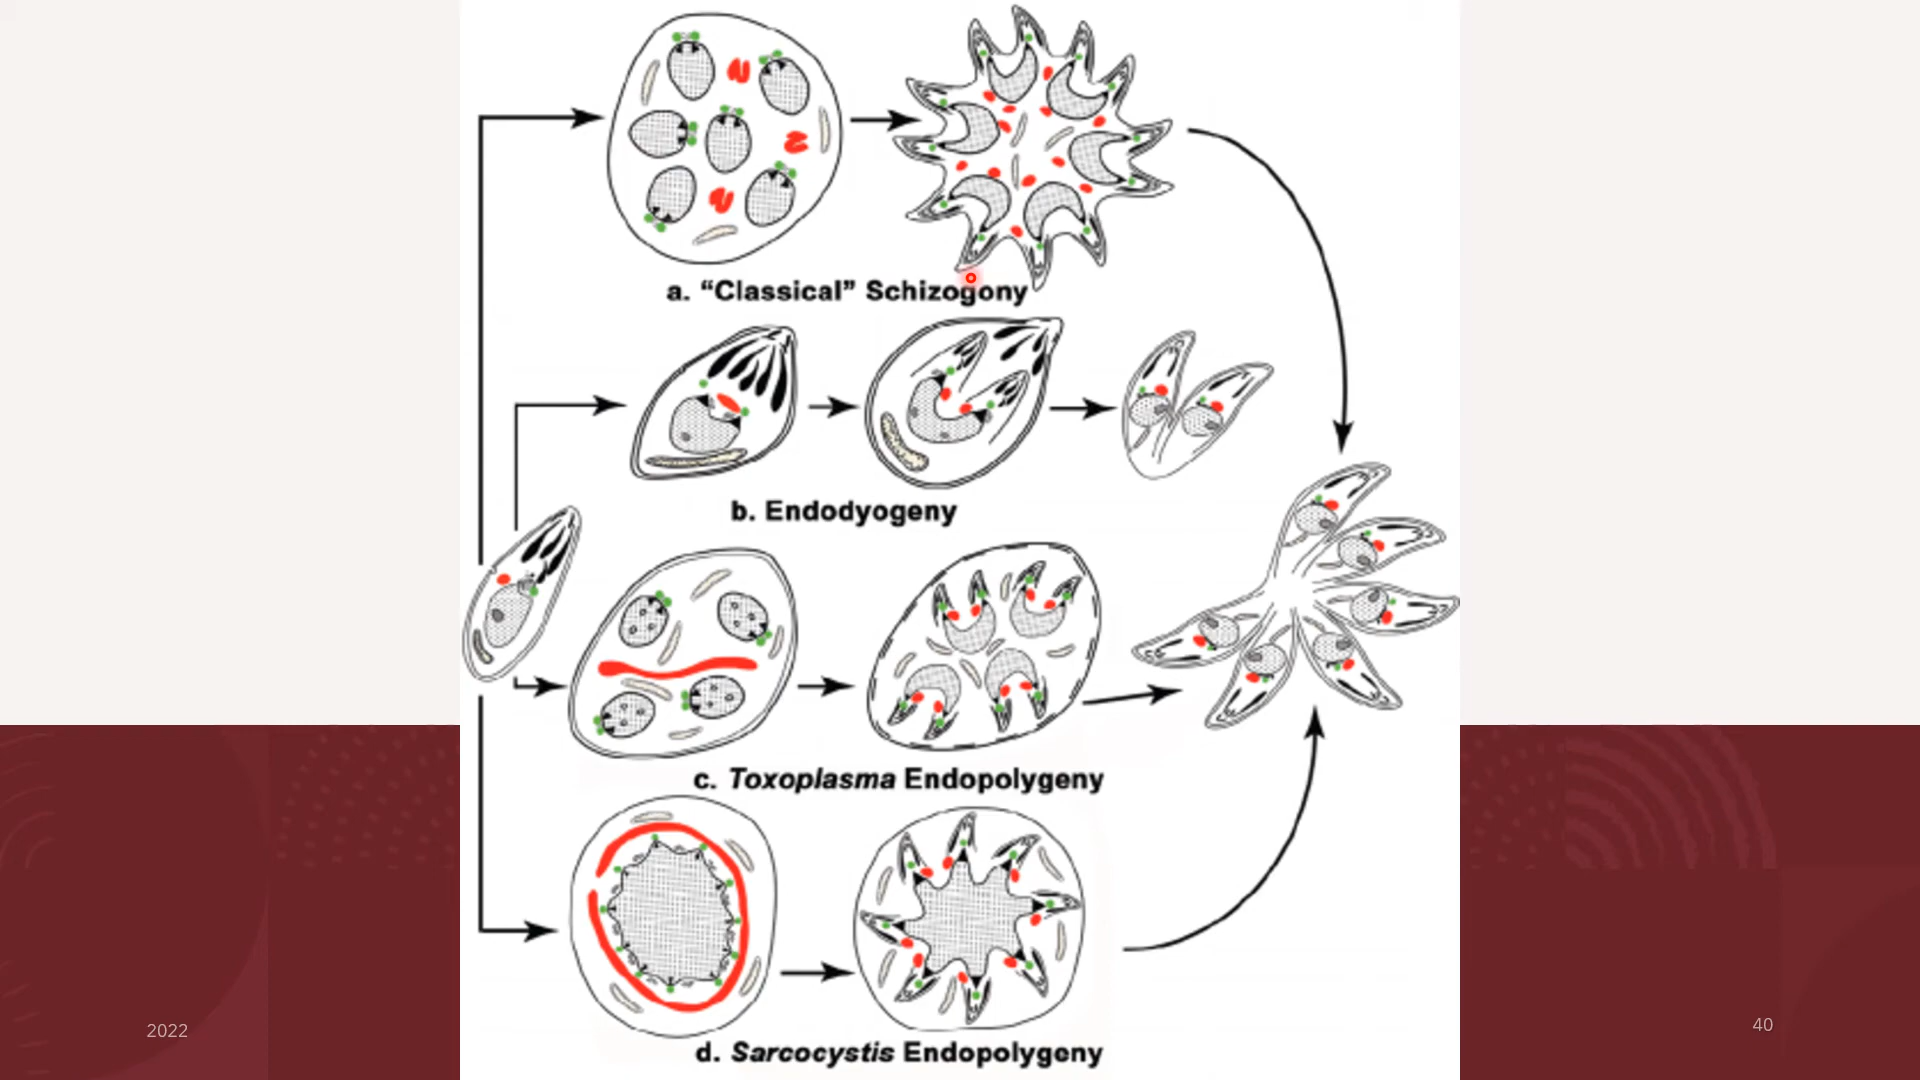 a. “Classical” Schizogony
b. Endodyogeny
c. Toxoplasma Endopolygeny
d. Sarcocystis Endopolygeny
2022
40